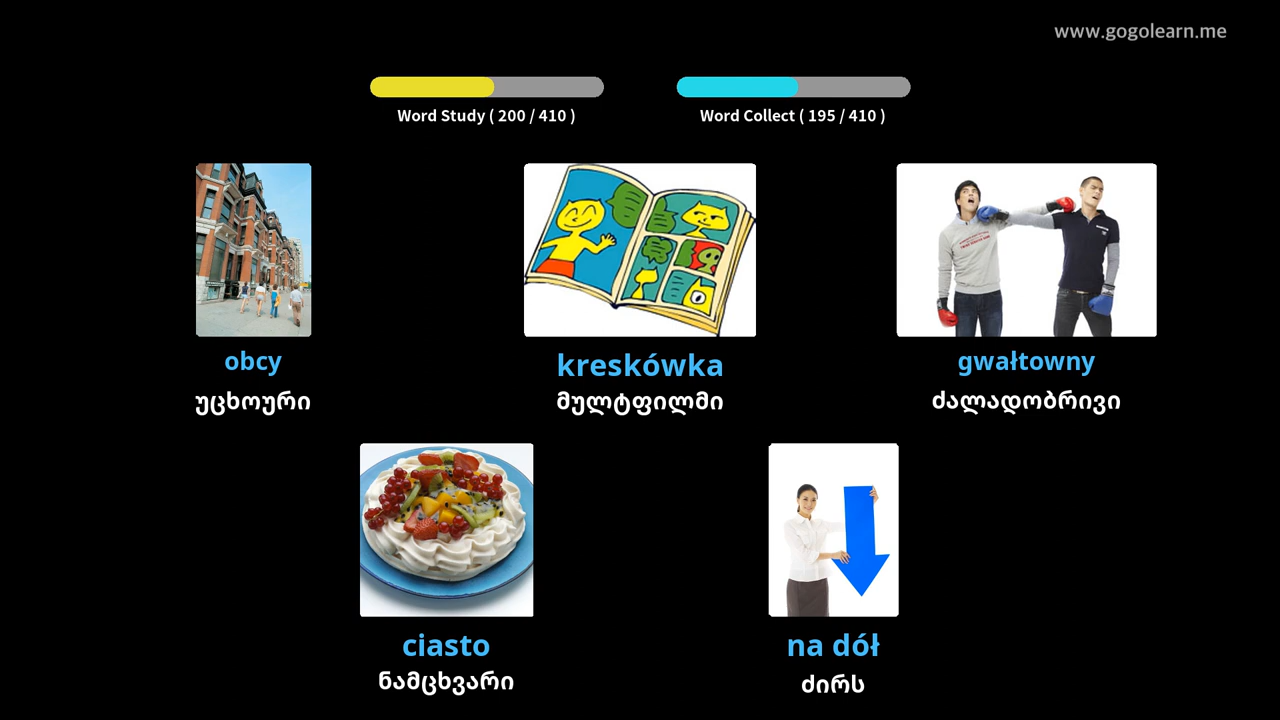 www.gogolearn.me
Word Study ( 200 / 410 )
Word Collect ( 195 / 410 )
obcy
kreskówka
gwałtowny
უცხოური
მულტფილმი
ძალადობრივი
ciasto
na dół
ნამცხვარი
ძირს